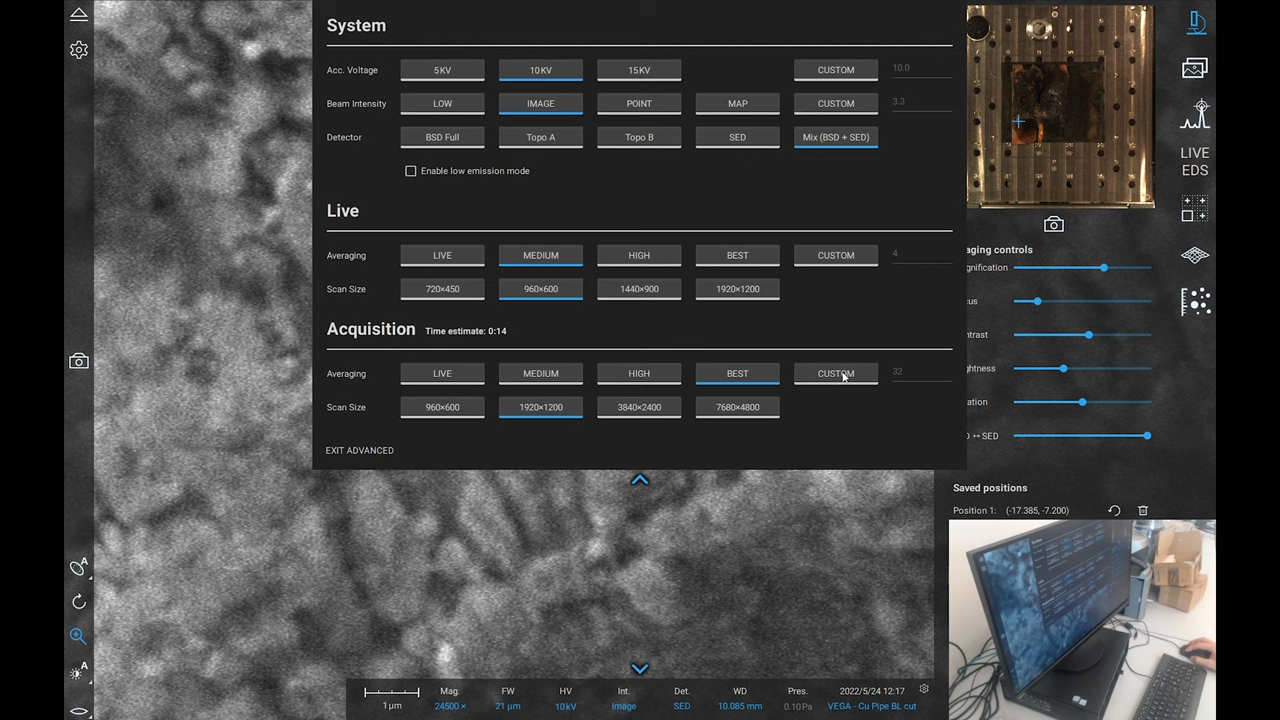 System
Acc. Voltage 5KV 10KV 15KV CUSTOM 10.0
Beam Intensity LOW IMAGE POINT MAP CUSTOM 3.3
Detector BSD Full Topo A Topo B SED Mix (BSD + SED)
Enable low emission mode
Live
Averaging LIVE MEDIUM HIGH BEST CUSTOM 4
Scan Size 720×450 960×600 1440×900 1920×1200
Acquisition Time estimate: 0:14
Averaging LIVE MEDIUM HIGH BEST CUSTOM 32
Scan Size 960×600 1920×1200 3840×2400 7680×4800
EXIT ADVANCED
LIVE
EDS
aging controls
gnification
cus
ntrast
ghtness
ation
D ↔ SED
Saved positions
Position 1: (-17.385, -7.200)
A
A
1 μm
Mag. FW HV Int. Det. WD Pres. 2022/5/24 12:17
24500 × 21 μm 10 kV Image SED 10.085 mm 0.10 Pa VEGA - Cu Pipe BL cut